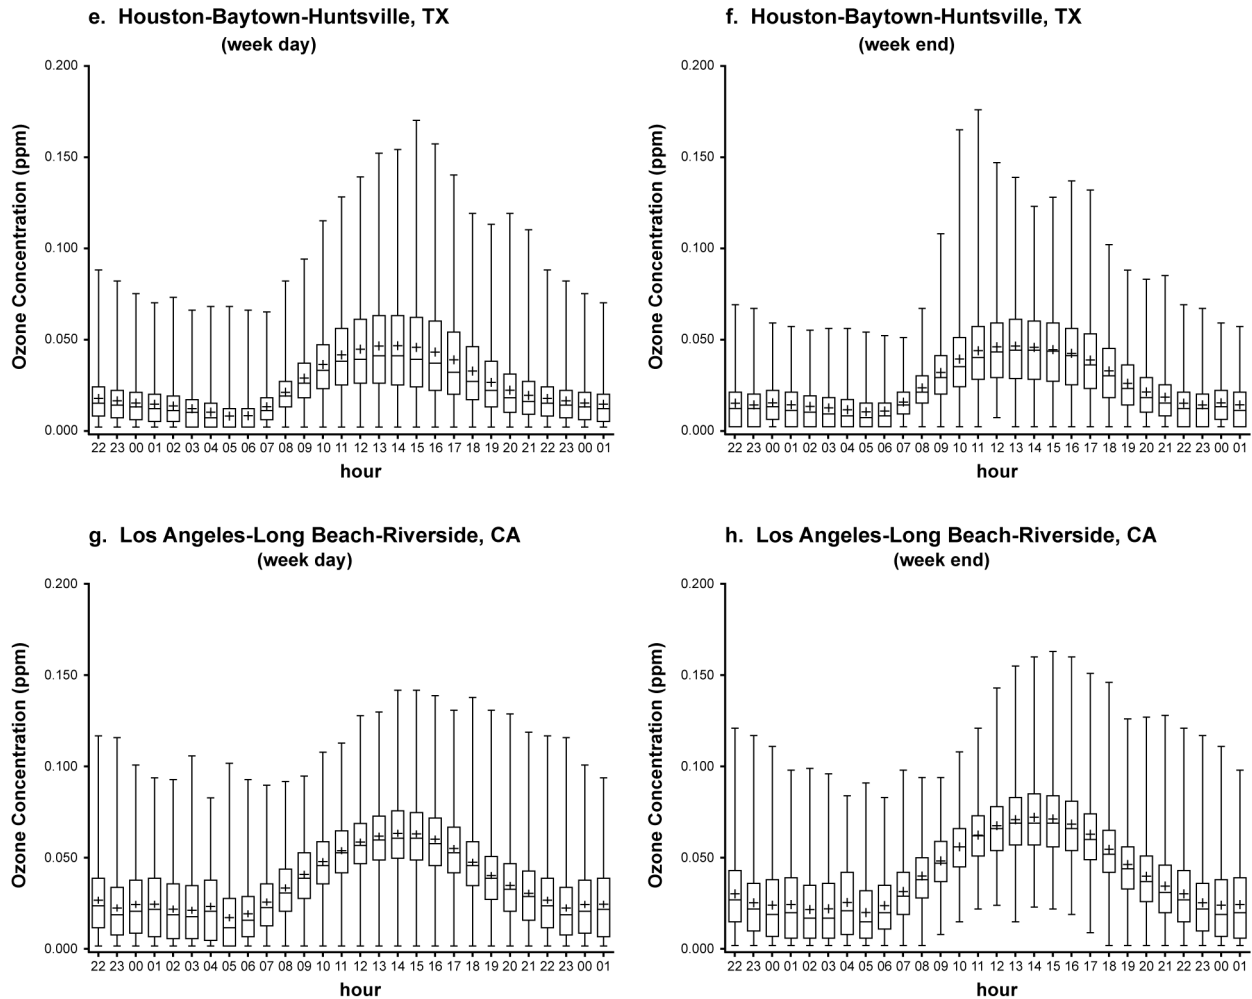 e. Houston-Baytown-Huntsville, TX
(week day)
Ozone Concentration (ppm)
0.200
0.150
0.100
0.050
0.000
22 23 00 01 02 03 04 05 06 07 08 09 10 11 12 13 14 15 16 17 18 19 20 21 22 23 00 01
hour
f. Houston-Baytown-Huntsville, TX
(week end)
Ozone Concentration (ppm)
0.200
0.150
0.100
0.050
0.000
22 23 00 01 02 03 04 05 06 07 08 09 10 11 12 13 14 15 16 17 18 19 20 21 22 23 00 01
hour
g. Los Angeles-Long Beach-Riverside, CA
(week day)
Ozone Concentration (ppm)
0.200
0.150
0.100
0.050
0.000
22 23 00 01 02 03 04 05 06 07 08 09 10 11 12 13 14 15 16 17 18 19 20 21 22 23 00 01
hour
h. Los Angeles-Long Beach-Riverside, CA
(week end)
Ozone Concentration (ppm)
0.200
0.150
0.100
0.050
0.000
22 23 00 01 02 03 04 05 06 07 08 09 10 11 12 13 14 15 16 17 18 19 20 21 22 23 00 01
hour